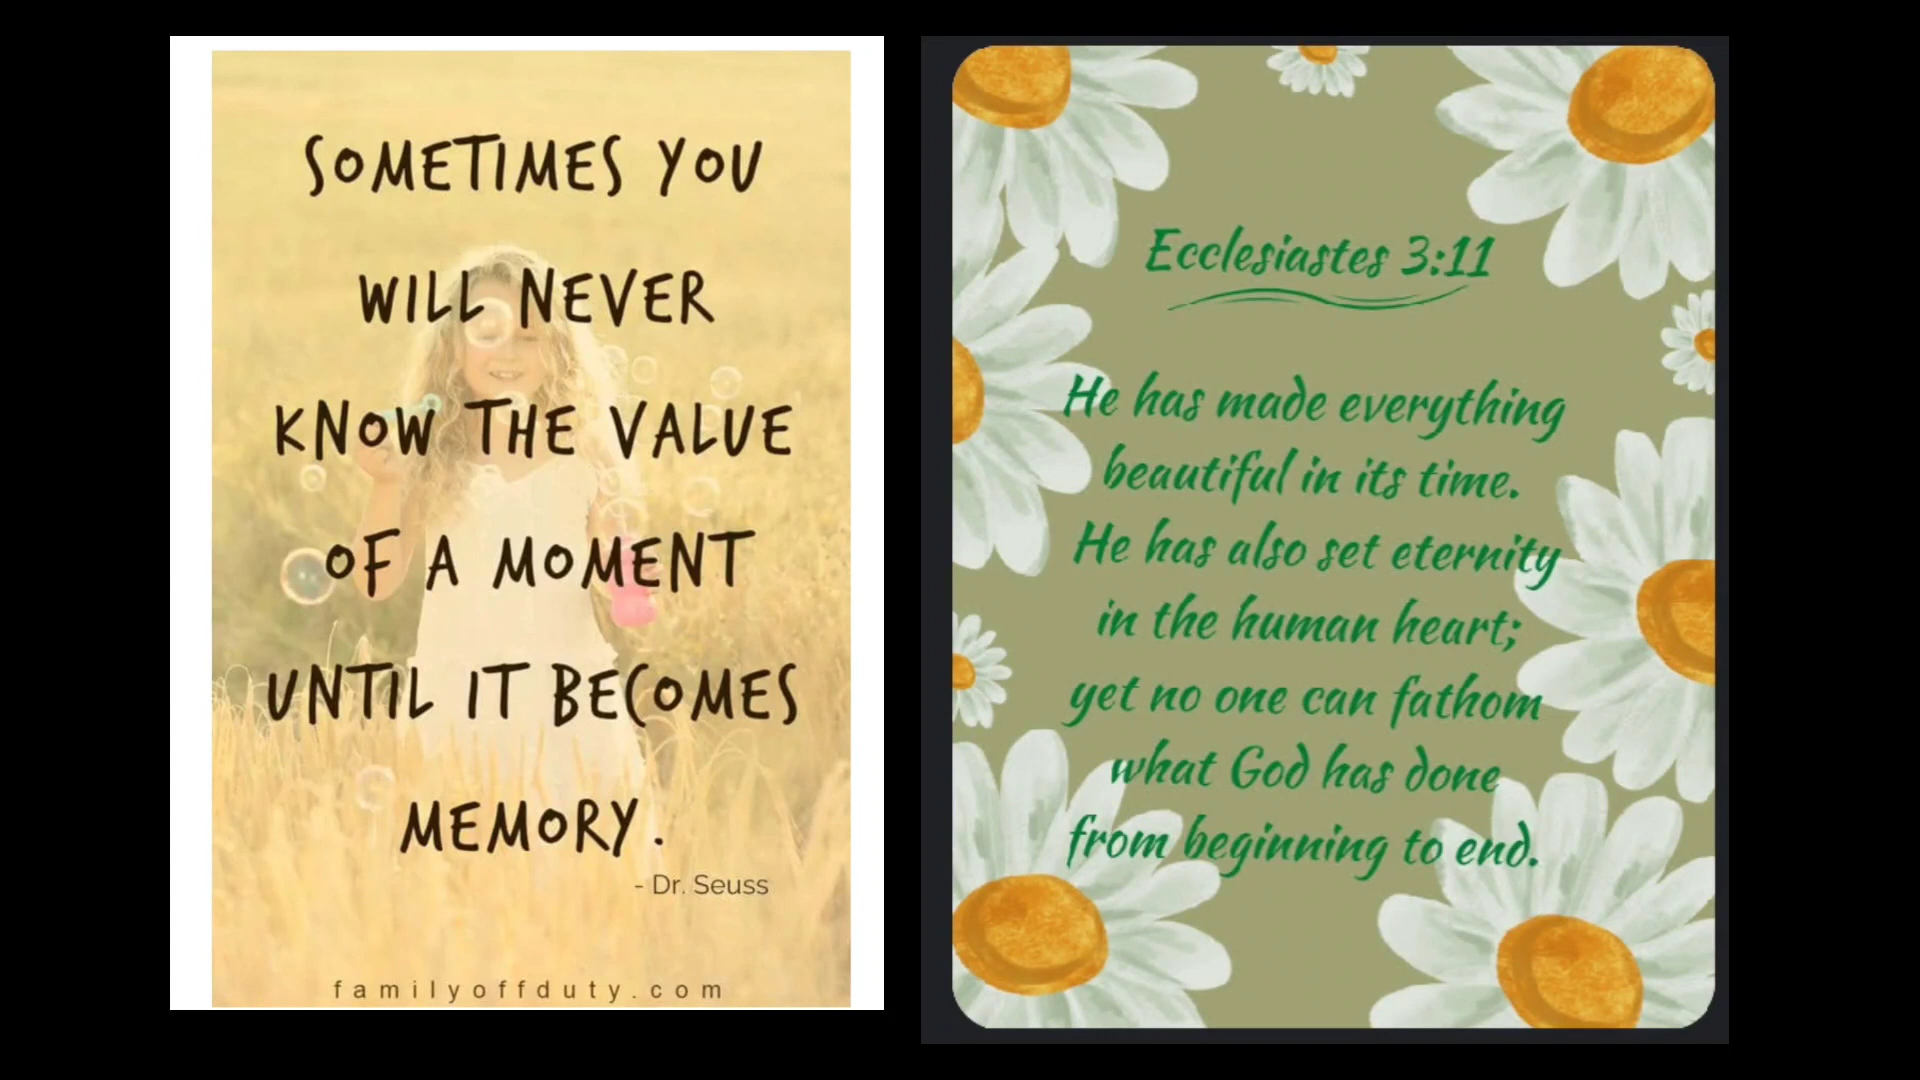 SOMETIMES YOU
WILL NEVER
KNOW THE VALUE
OF A MOMENT
UNTIL IT BECOMES
MEMORY.
- Dr. Seuss
familyoffduty.com
Ecclesiastes 3:11
He has made everything
beautiful in its time.
He has also set eternity
in the human heart;
yet no one can fathom
what God has done
from beginning to end.